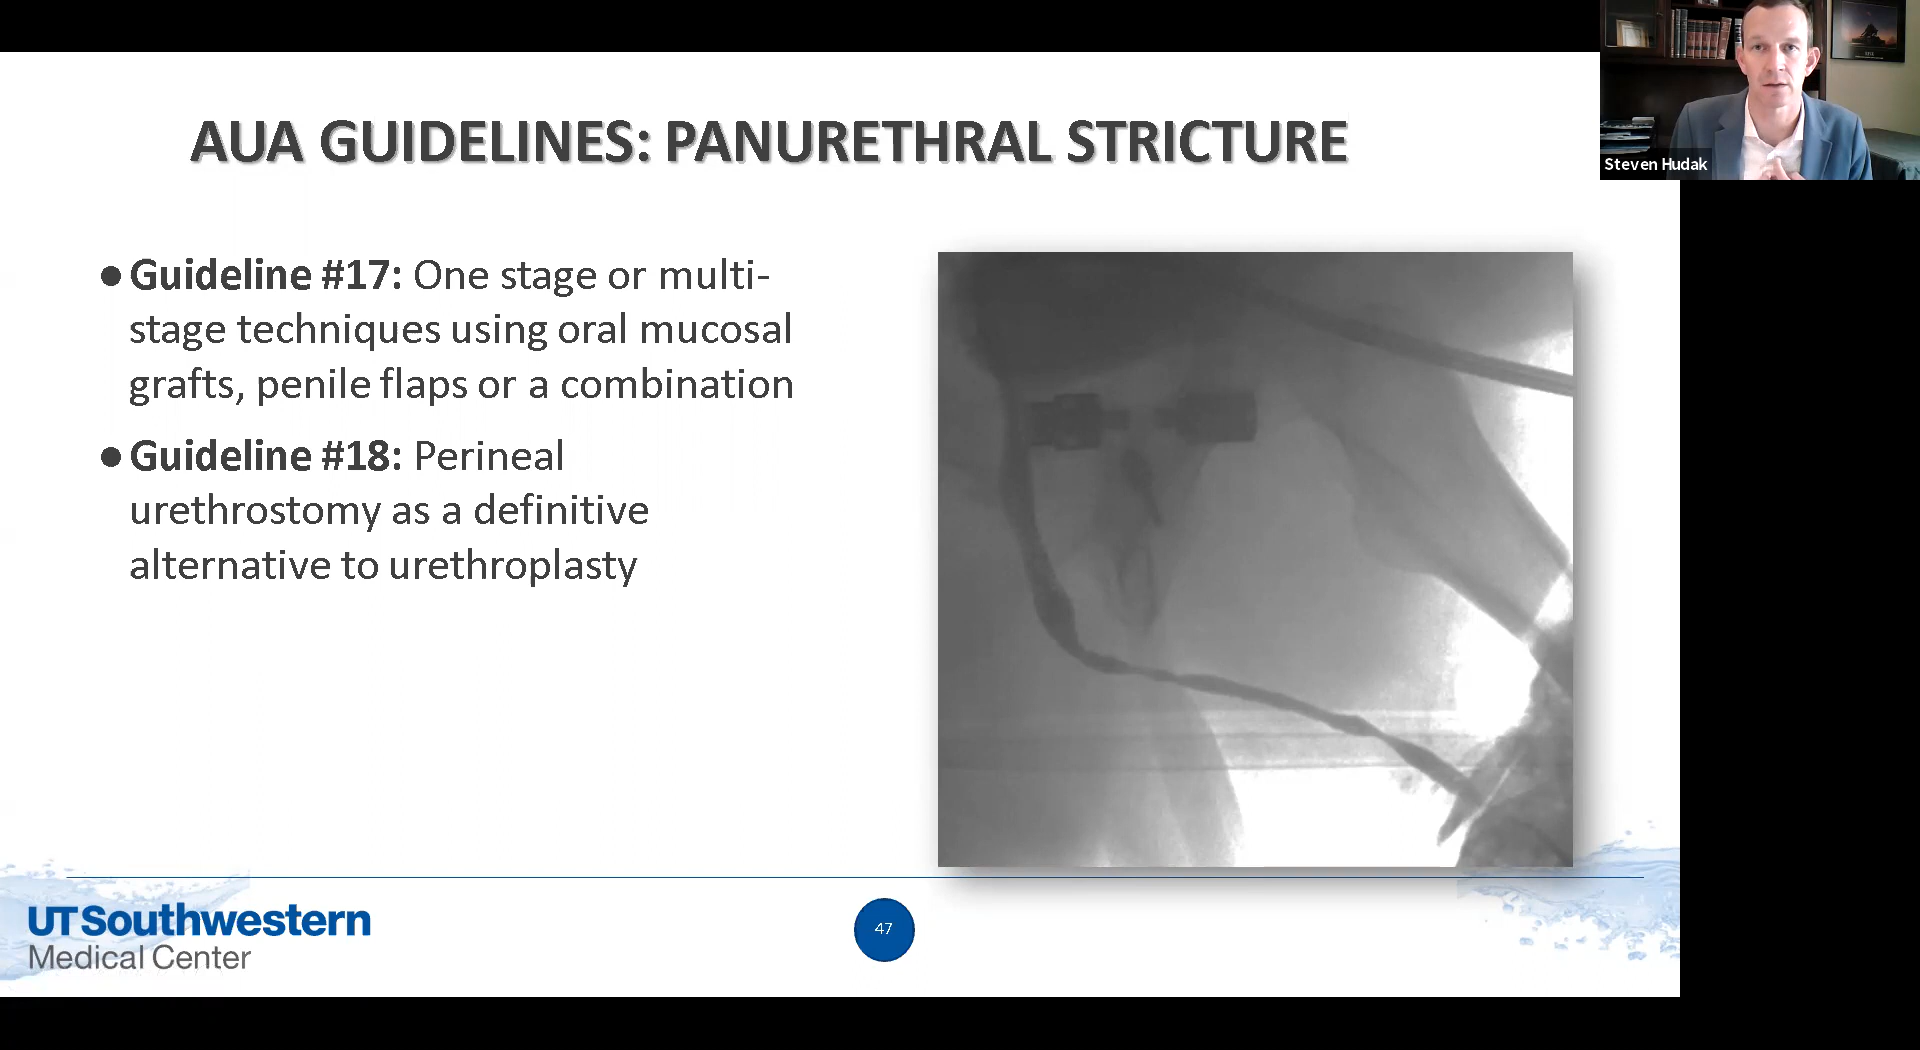 AUA GUIDELINES: PANURETHRAL STRICTURE
Steven Hudak
●Guideline #17: One stage or multi-
stage techniques using oral mucosal
grafts, penile flaps or a combination
●Guideline #18: Perineal
urethrostomy as a definitive
alternative to urethroplasty
UTSouthwestern
Medical Center
47